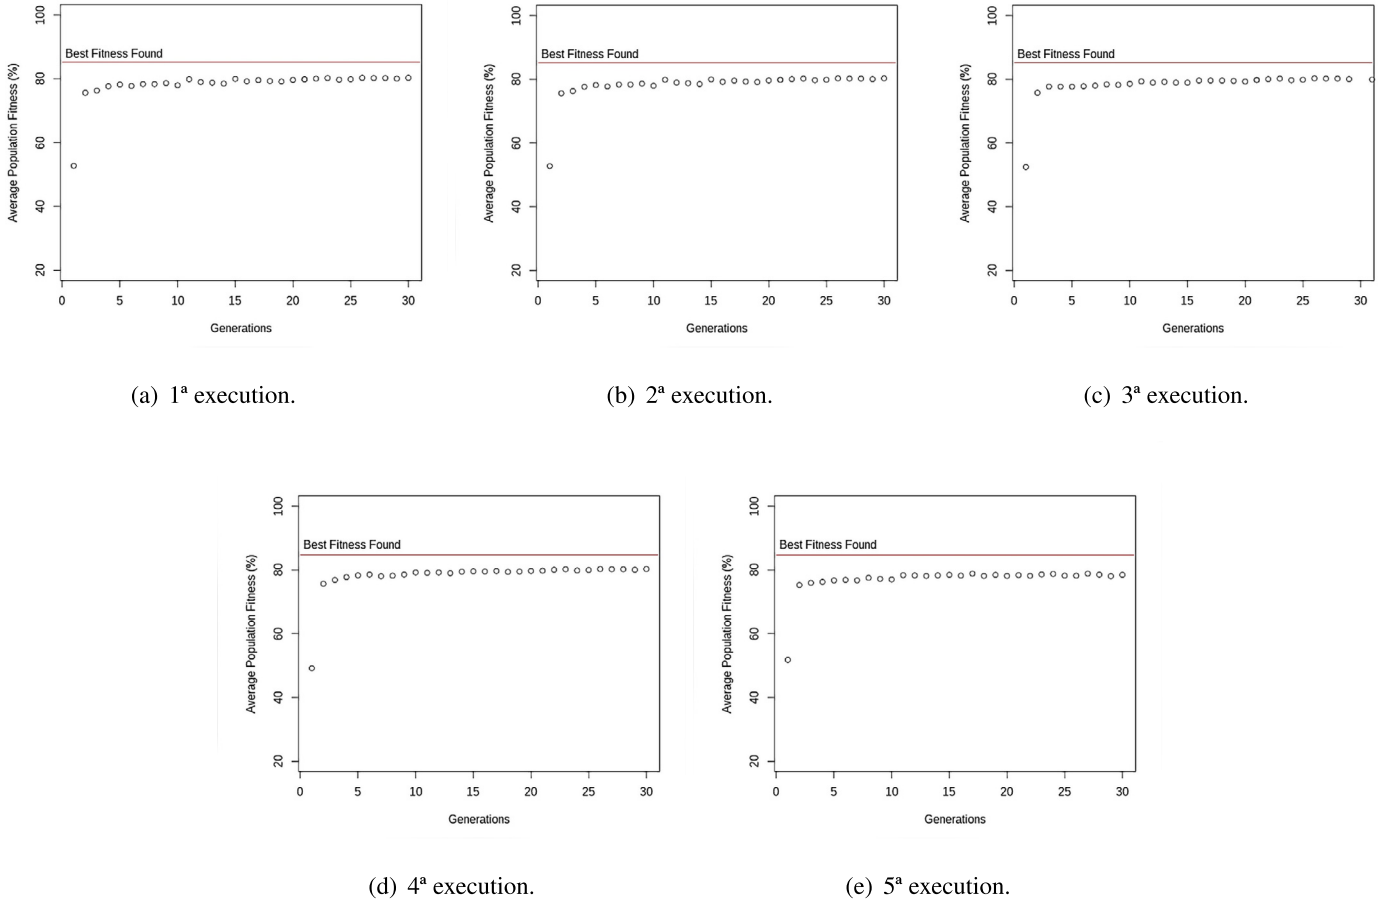 Best Fitness Found
Average Population Fitness (%)
20 40 60 80 100
0 5 10 15 20 25 30
Generations
(a) 1ª execution.
Best Fitness Found
Average Population Fitness (%)
20 40 60 80 100
0 5 10 15 20 25 30
Generations
(b) 2ª execution.
Best Fitness Found
Average Population Fitness (%)
20 40 60 80 100
0 5 10 15 20 25 30
Generations
(c) 3ª execution.
Best Fitness Found
Average Population Fitness (%)
20 40 60 80 100
0 5 10 15 20 25 30
Generations
(d) 4ª execution.
Best Fitness Found
Average Population Fitness (%)
20 40 60 80 100
0 5 10 15 20 25 30
Generations
(e) 5ª execution.